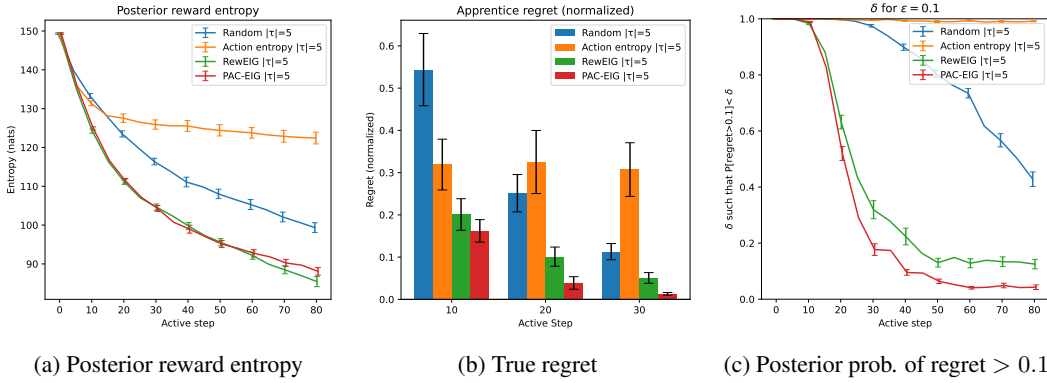 Posterior reward entropy
Entropy (nats)
150
140
130
120
110
100
90
0 10 20 30 40 50 60 70 80
Active step
Random |τ|=5
Action entropy |τ|=5
RewEIG |τ|=5
PAC-EIG |τ|=5
(a) Posterior reward entropy
Apprentice regret (normalized)
Regret (normalized)
0.6
0.5
0.4
0.3
0.2
0.1
0.0
10 20 30
Active Step
Random |τ|=5
Action entropy |τ|=5
RewEIG |τ|=5
PAC-EIG |τ|=5
(b) True regret
δ for ε = 0.1
δ such that P[regret>0.1]< δ
1.0
0.8
0.6
0.4
0.2
0.0
0 10 20 30 40 50 60 70 80
Active step
Random |τ|=5
Action entropy |τ|=5
RewEIG |τ|=5
PAC-EIG |τ|=5
(c) Posterior prob. of regret > 0.1